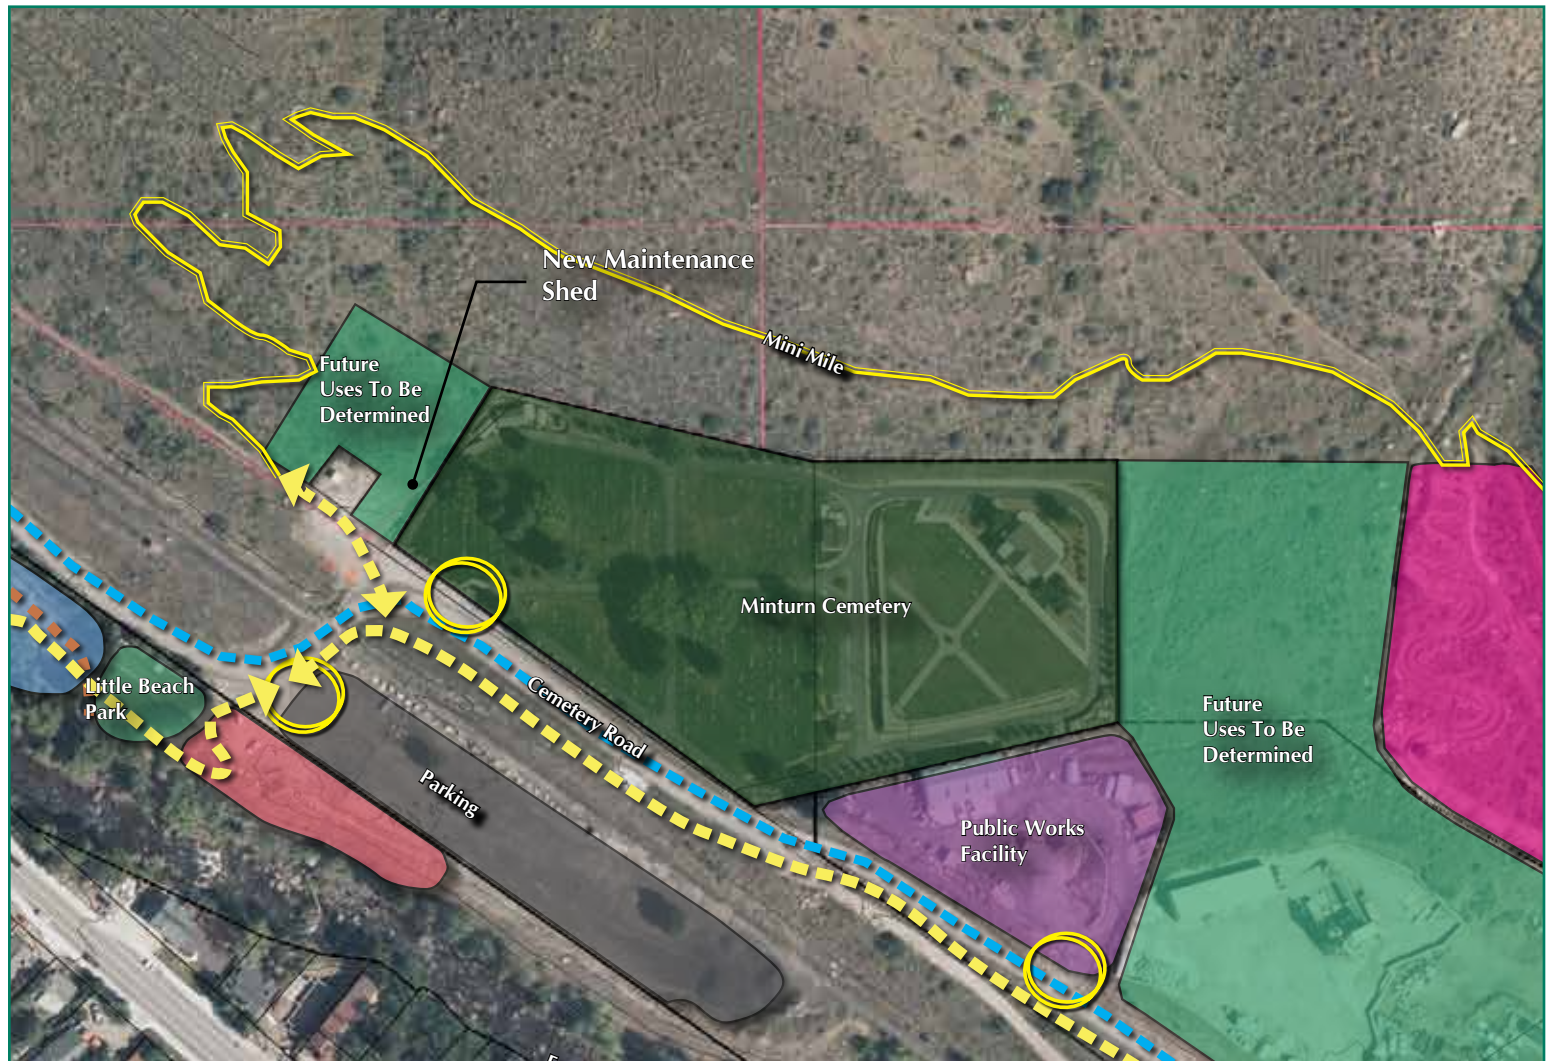 New Maintenance
Shed
Mini Mile
Future
Uses To Be
Determined
Minturn Cemetery
Little Beach
Park
Cemetery Road
Parking
Future
Uses To Be
Determined
Public Works
Facility